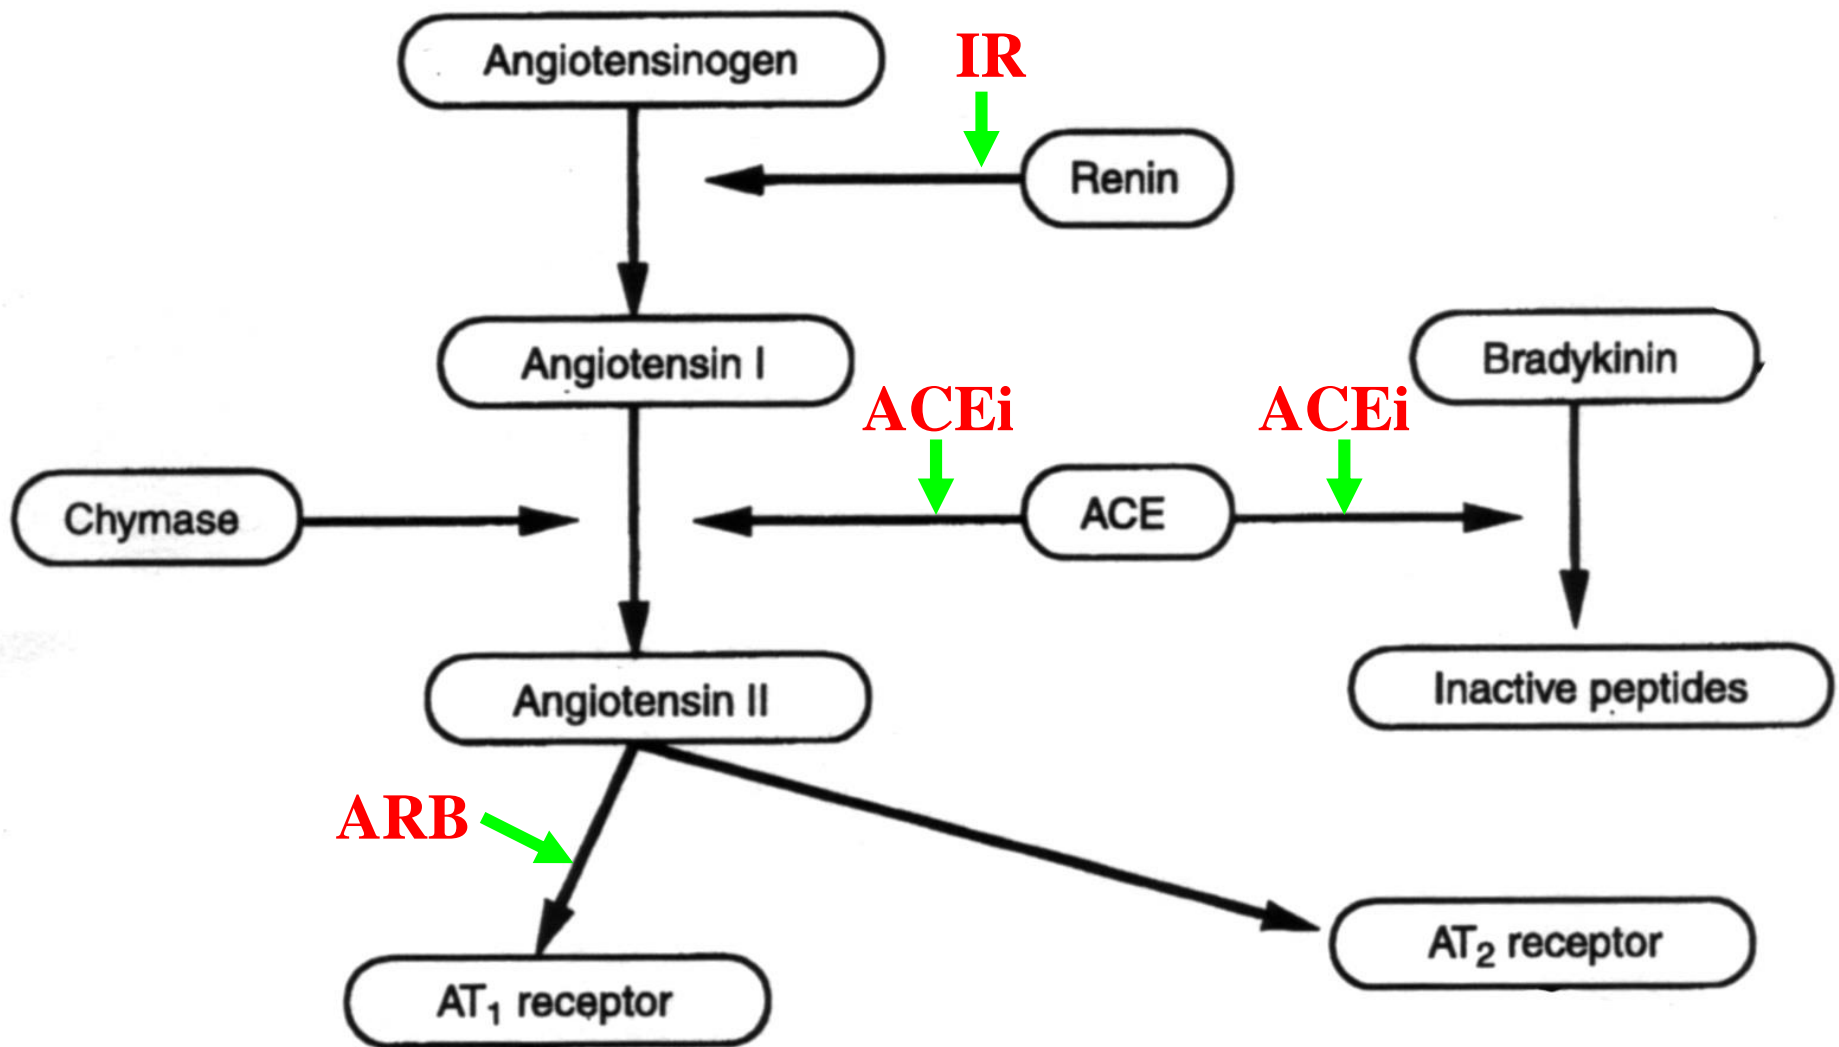 Angiotensinogen
IR
Renin
Angiotensin I
Bradykinin
ACEi
ACEi
Chymase
ACE
Angiotensin II
Inactive peptides
ARB
AT₂ receptor
AT₁ receptor